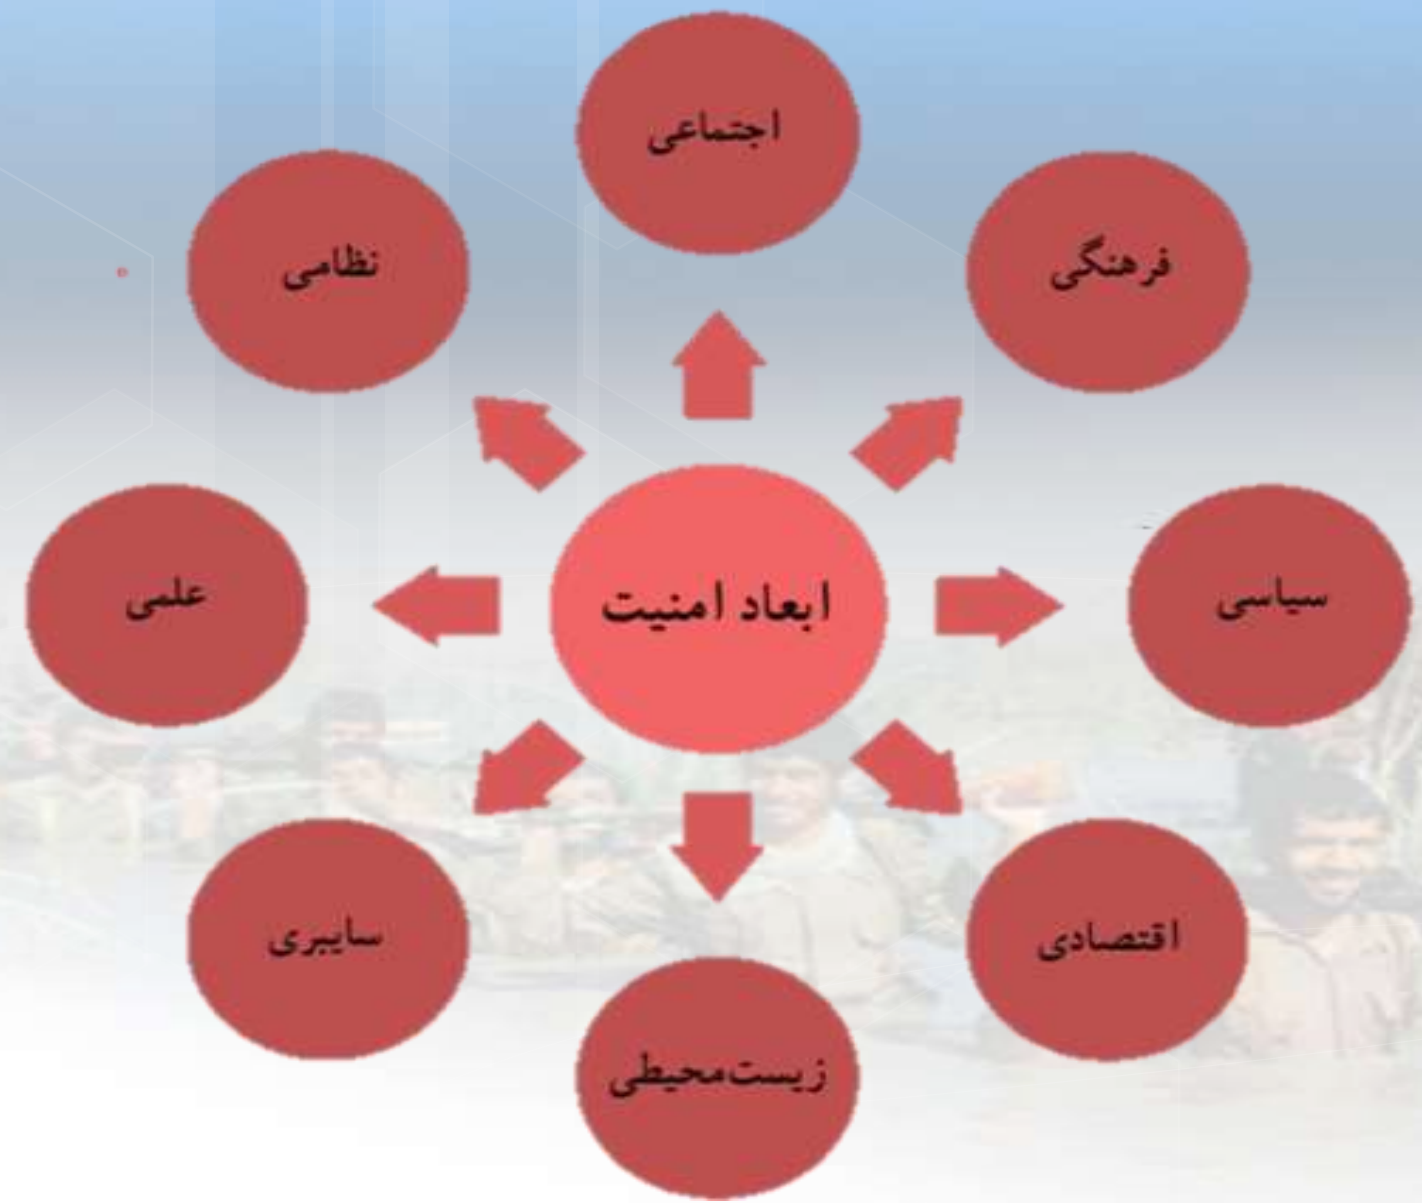 اجتماعی
فرهنگی
نظامی
سیاسی
ابعاد امنیت
علمی
اقتصادی
سایبری
زیست‌محیطی